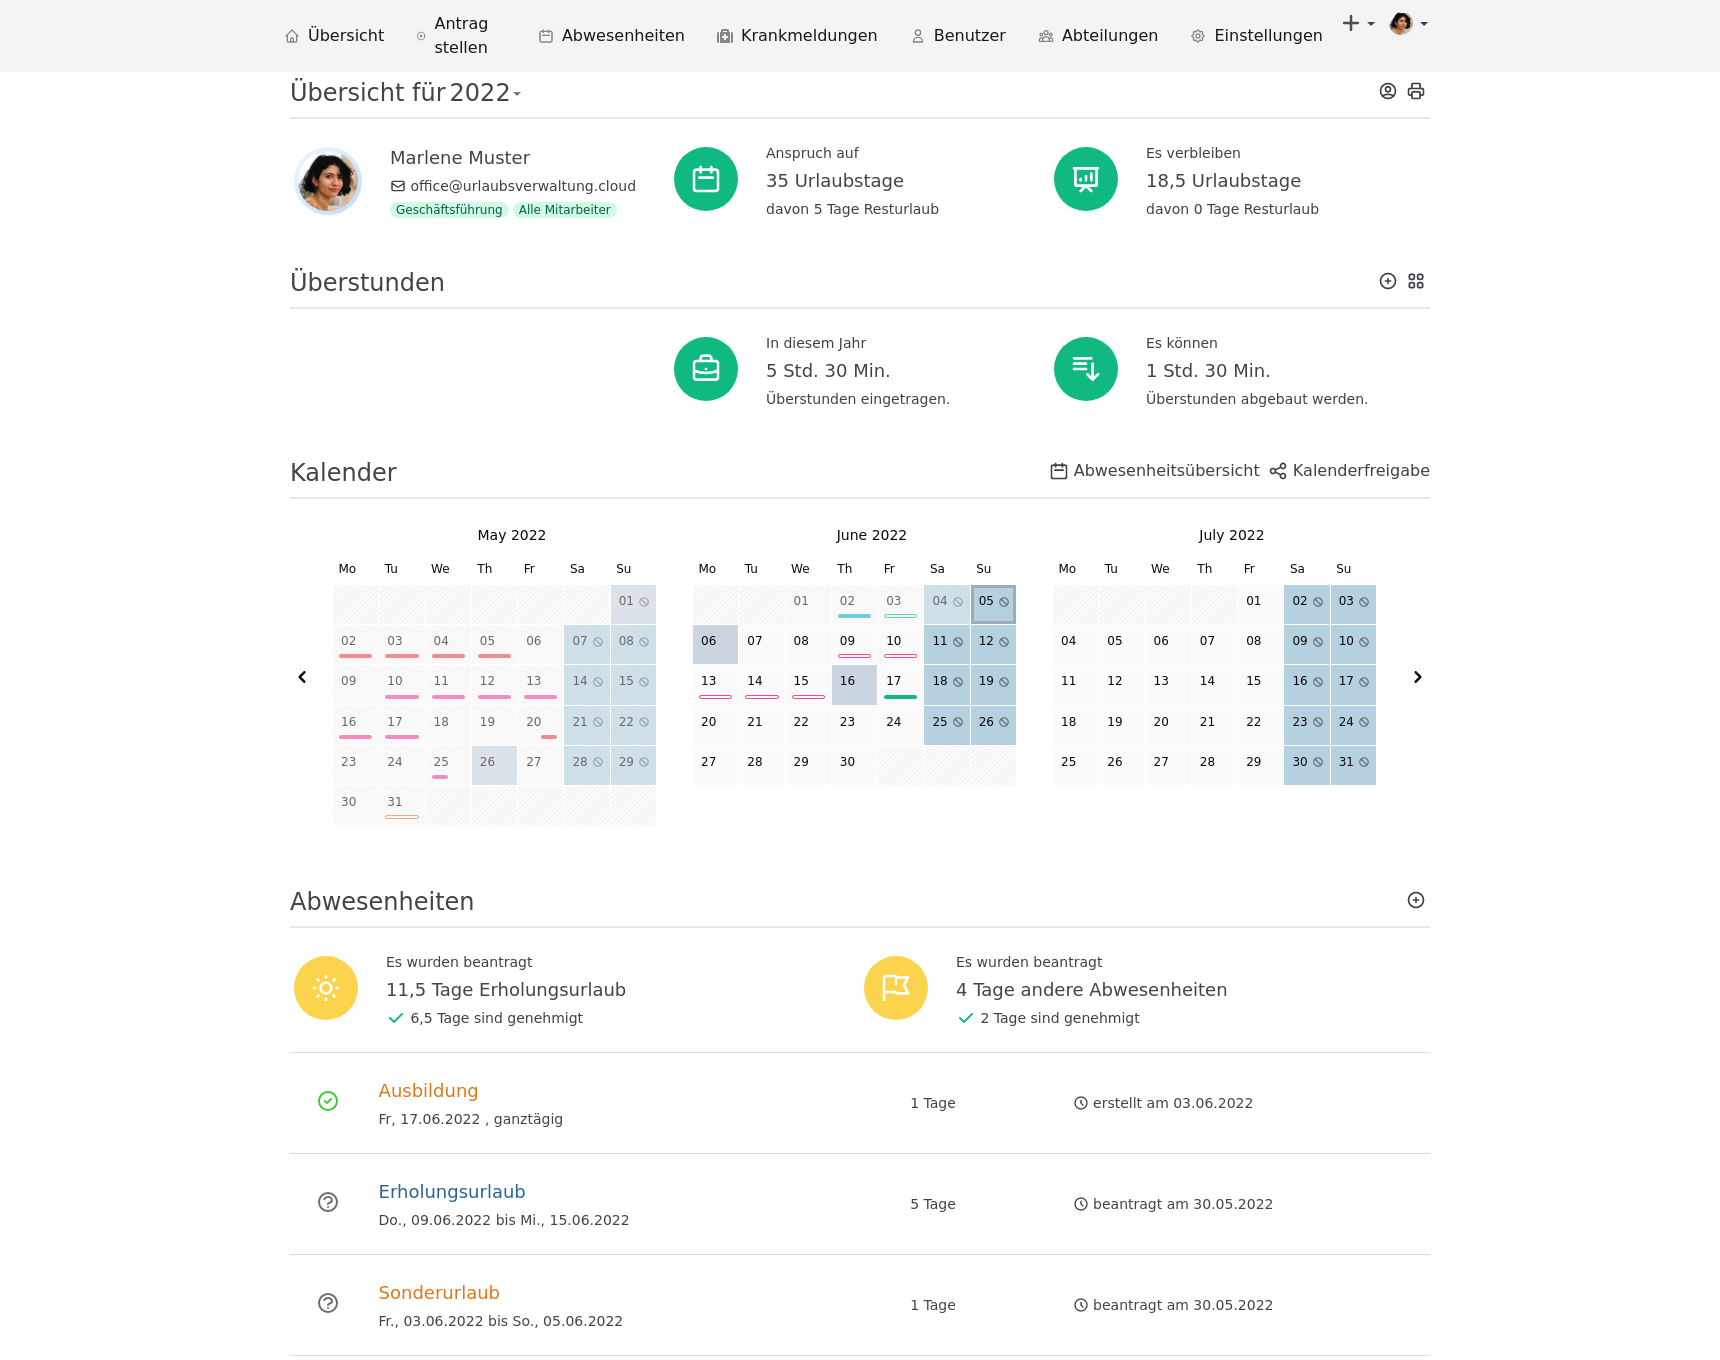 Übersicht
Antrag stellen
Abwesenheiten
Krankmeldungen
Benutzer
Abteilungen
Einstellungen
Übersicht für 2022
Marlene Muster
office@urlaubsverwaltung.cloud
Geschäftsführung Alle Mitarbeiter
Anspruch auf
35 Urlaubstage
davon 5 Tage Resturlaub
Es verbleiben
18,5 Urlaubstage
davon 0 Tage Resturlaub
Überstunden
In diesem Jahr
5 Std. 30 Min.
Überstunden eingetragen.
Es können
1 Std. 30 Min.
Überstunden abgebaut werden.
Kalender
Abwesenheitsübersicht Kalenderfreigabe
May 2022
Mo Tu We Th Fr Sa Su
01
02 03 04 05 06 07 08
09 10 11 12 13 14 15
16 17 18 19 20 21 22
23 24 25 26 27 28 29
30 31
June 2022
Mo Tu We Th Fr Sa Su
01 02 03 04 05
06 07 08 09 10 11 12
13 14 15 16 17 18 19
20 21 22 23 24 25 26
27 28 29 30
July 2022
Mo Tu We Th Fr Sa Su
01 02 03
04 05 06 07 08 09 10
11 12 13 14 15 16 17
18 19 20 21 22 23 24
25 26 27 28 29 30 31
Abwesenheiten
Es wurden beantragt
11,5 Tage Erholungsurlaub
6,5 Tage sind genehmigt
Es wurden beantragt
4 Tage andere Abwesenheiten
2 Tage sind genehmigt
Ausbildung
Fr, 17.06.2022 , ganztägig
1 Tage
erstellt am 03.06.2022
Erholungsurlaub
Do., 09.06.2022 bis Mi., 15.06.2022
5 Tage
beantragt am 30.05.2022
Sonderurlaub
Fr., 03.06.2022 bis So., 05.06.2022
1 Tage
beantragt am 30.05.2022